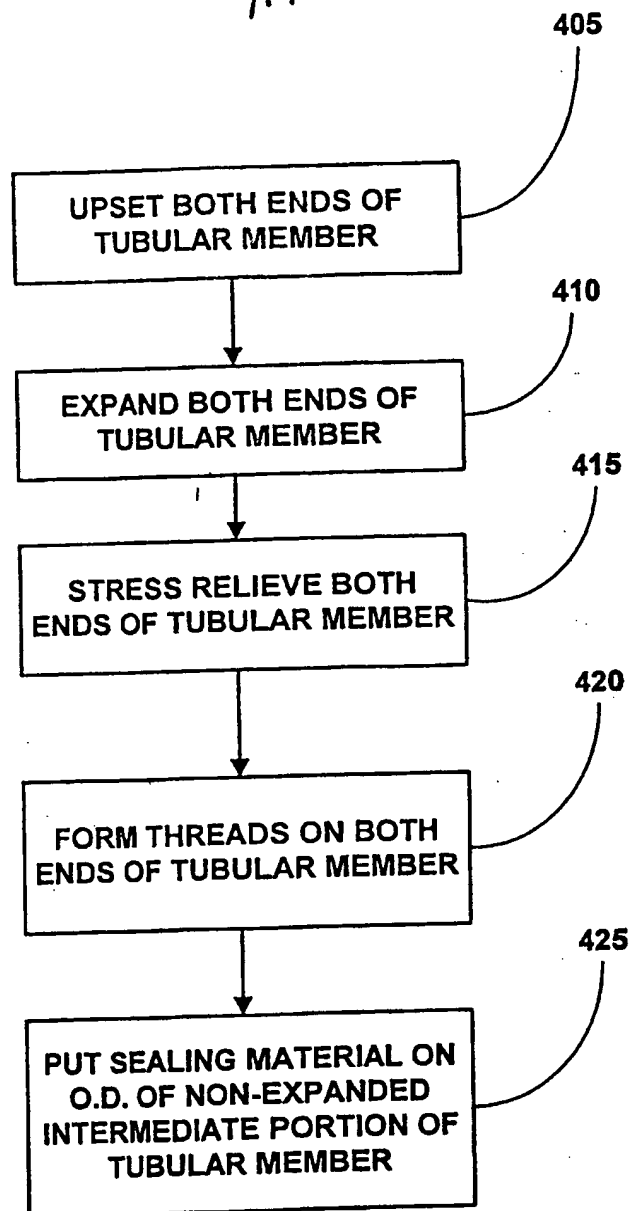 405
UPSET BOTH ENDS OF
TUBULAR MEMBER
410
EXPAND BOTH ENDS OF
TUBULAR MEMBER
415
STRESS RELIEVE BOTH
ENDS OF TUBULAR MEMBER
420
FORM THREADS ON BOTH
ENDS OF TUBULAR MEMBER
425
PUT SEALING MATERIAL ON
O.D. OF NON-EXPANDED
INTERMEDIATE PORTION OF
TUBULAR MEMBER